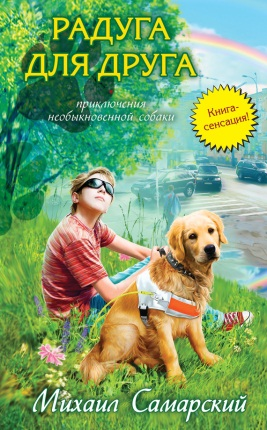 РАДУГА
ДЛЯ ДРУГА
приключения
необыкновенной собаки
Книга-
сенсация!
Михаил Самарский